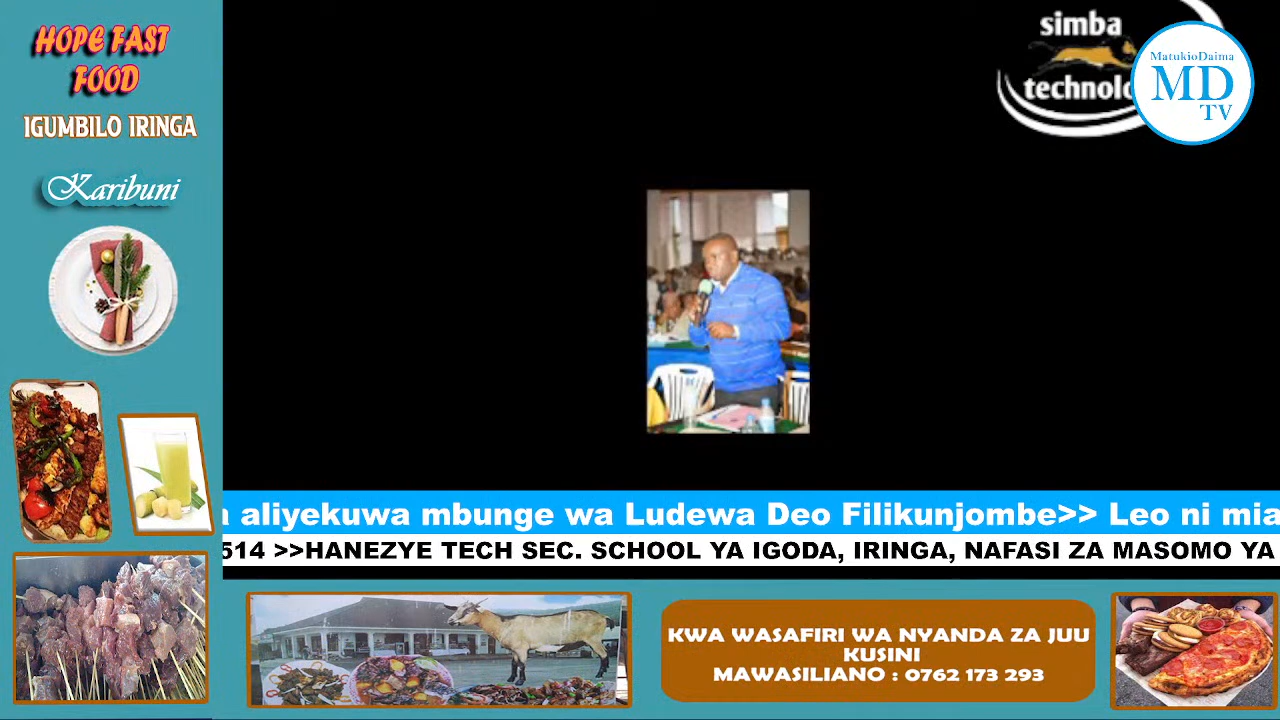 HOPE FAST
FOOD
IGUMBILO IRINGA
Karibuni
simba
technolo
MatukioDaima
MD
TV
aliyekuwa mbunge wa Ludewa Deo Filikunjombe>> Leo ni mia
514 >>HANEZYE TECH SEC. SCHOOL YA IGODA, IRINGA, NAFASI ZA MASOMO YA
KWA WASAFIRI WA NYANDA ZA JUU
KUSINI
MAWASILIANO : 0762 173 293